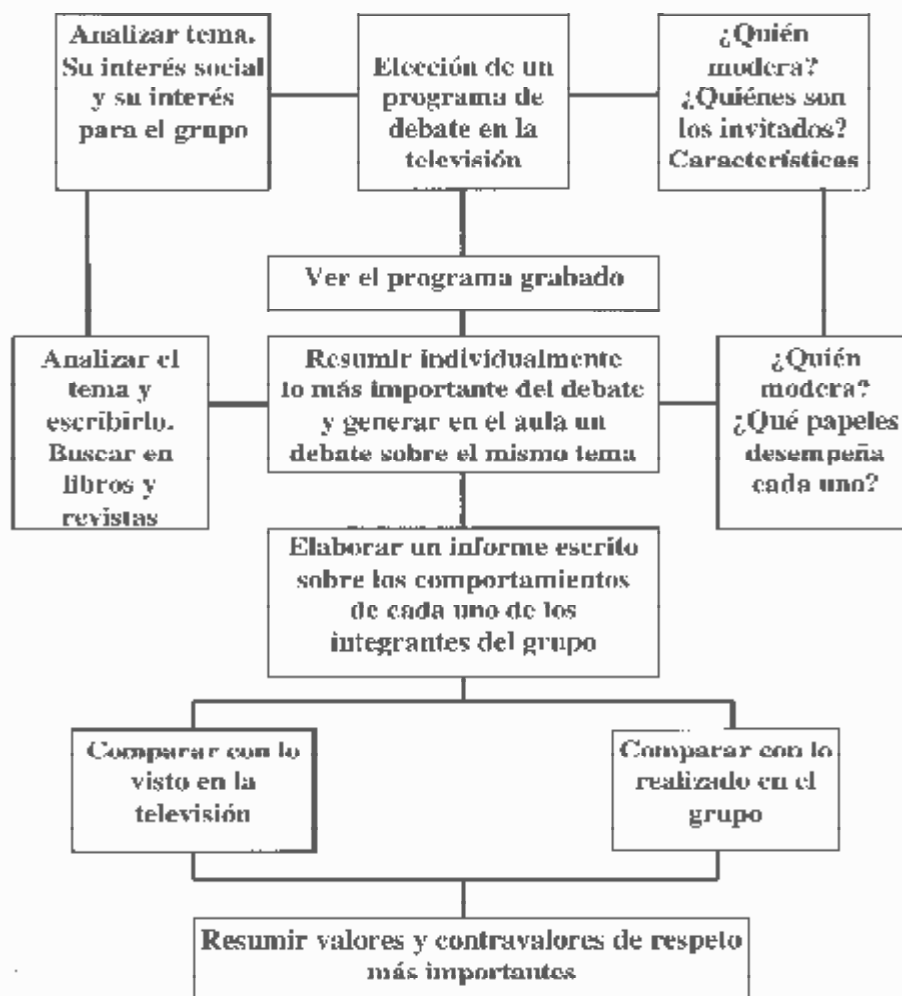 Analizar tema.
Su interés social
y su interés
para el grupo
Elección de un
programa de
debate en la
televisión
¿Quién
modera?
¿Quiénes son
los invitados?
Características
Ver el programa grabado
Analizar el
tema y
escribirlo.
Buscar en
libros y
revistas
Resumir individualmente
lo más importante del debate
y generar en el aula un
debate sobre el mismo tema
¿Quién
modera?
¿Qué papeles
desempeña
cada uno?
Elaborar un informe escrito
sobre los comportamientos
de cada uno de los
integrantes del grupo
Comparar con lo
visto en la
televisión
Comparar con lo
realizado en el
grupo
Resumir valores y contravalores de respeto
más importantes